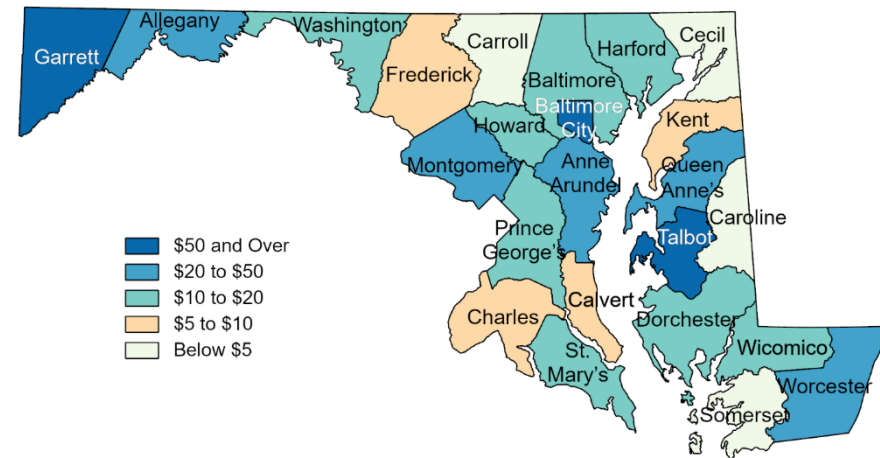 Garrett
Allegany
Washington
Frederick
Carroll
Baltimore
Harford
Cecil
Baltimore
City
Howard
Kent
Montgomery
Anne
Arundel
Queen
Anne's
Caroline
Talbot
Prince
George's
Charles
Calvert
St.
Mary's
Dorchester
Wicomico
Worcester
Somerset
$50 and Over
$20 to $50
$10 to $20
$5 to $10
Below $5